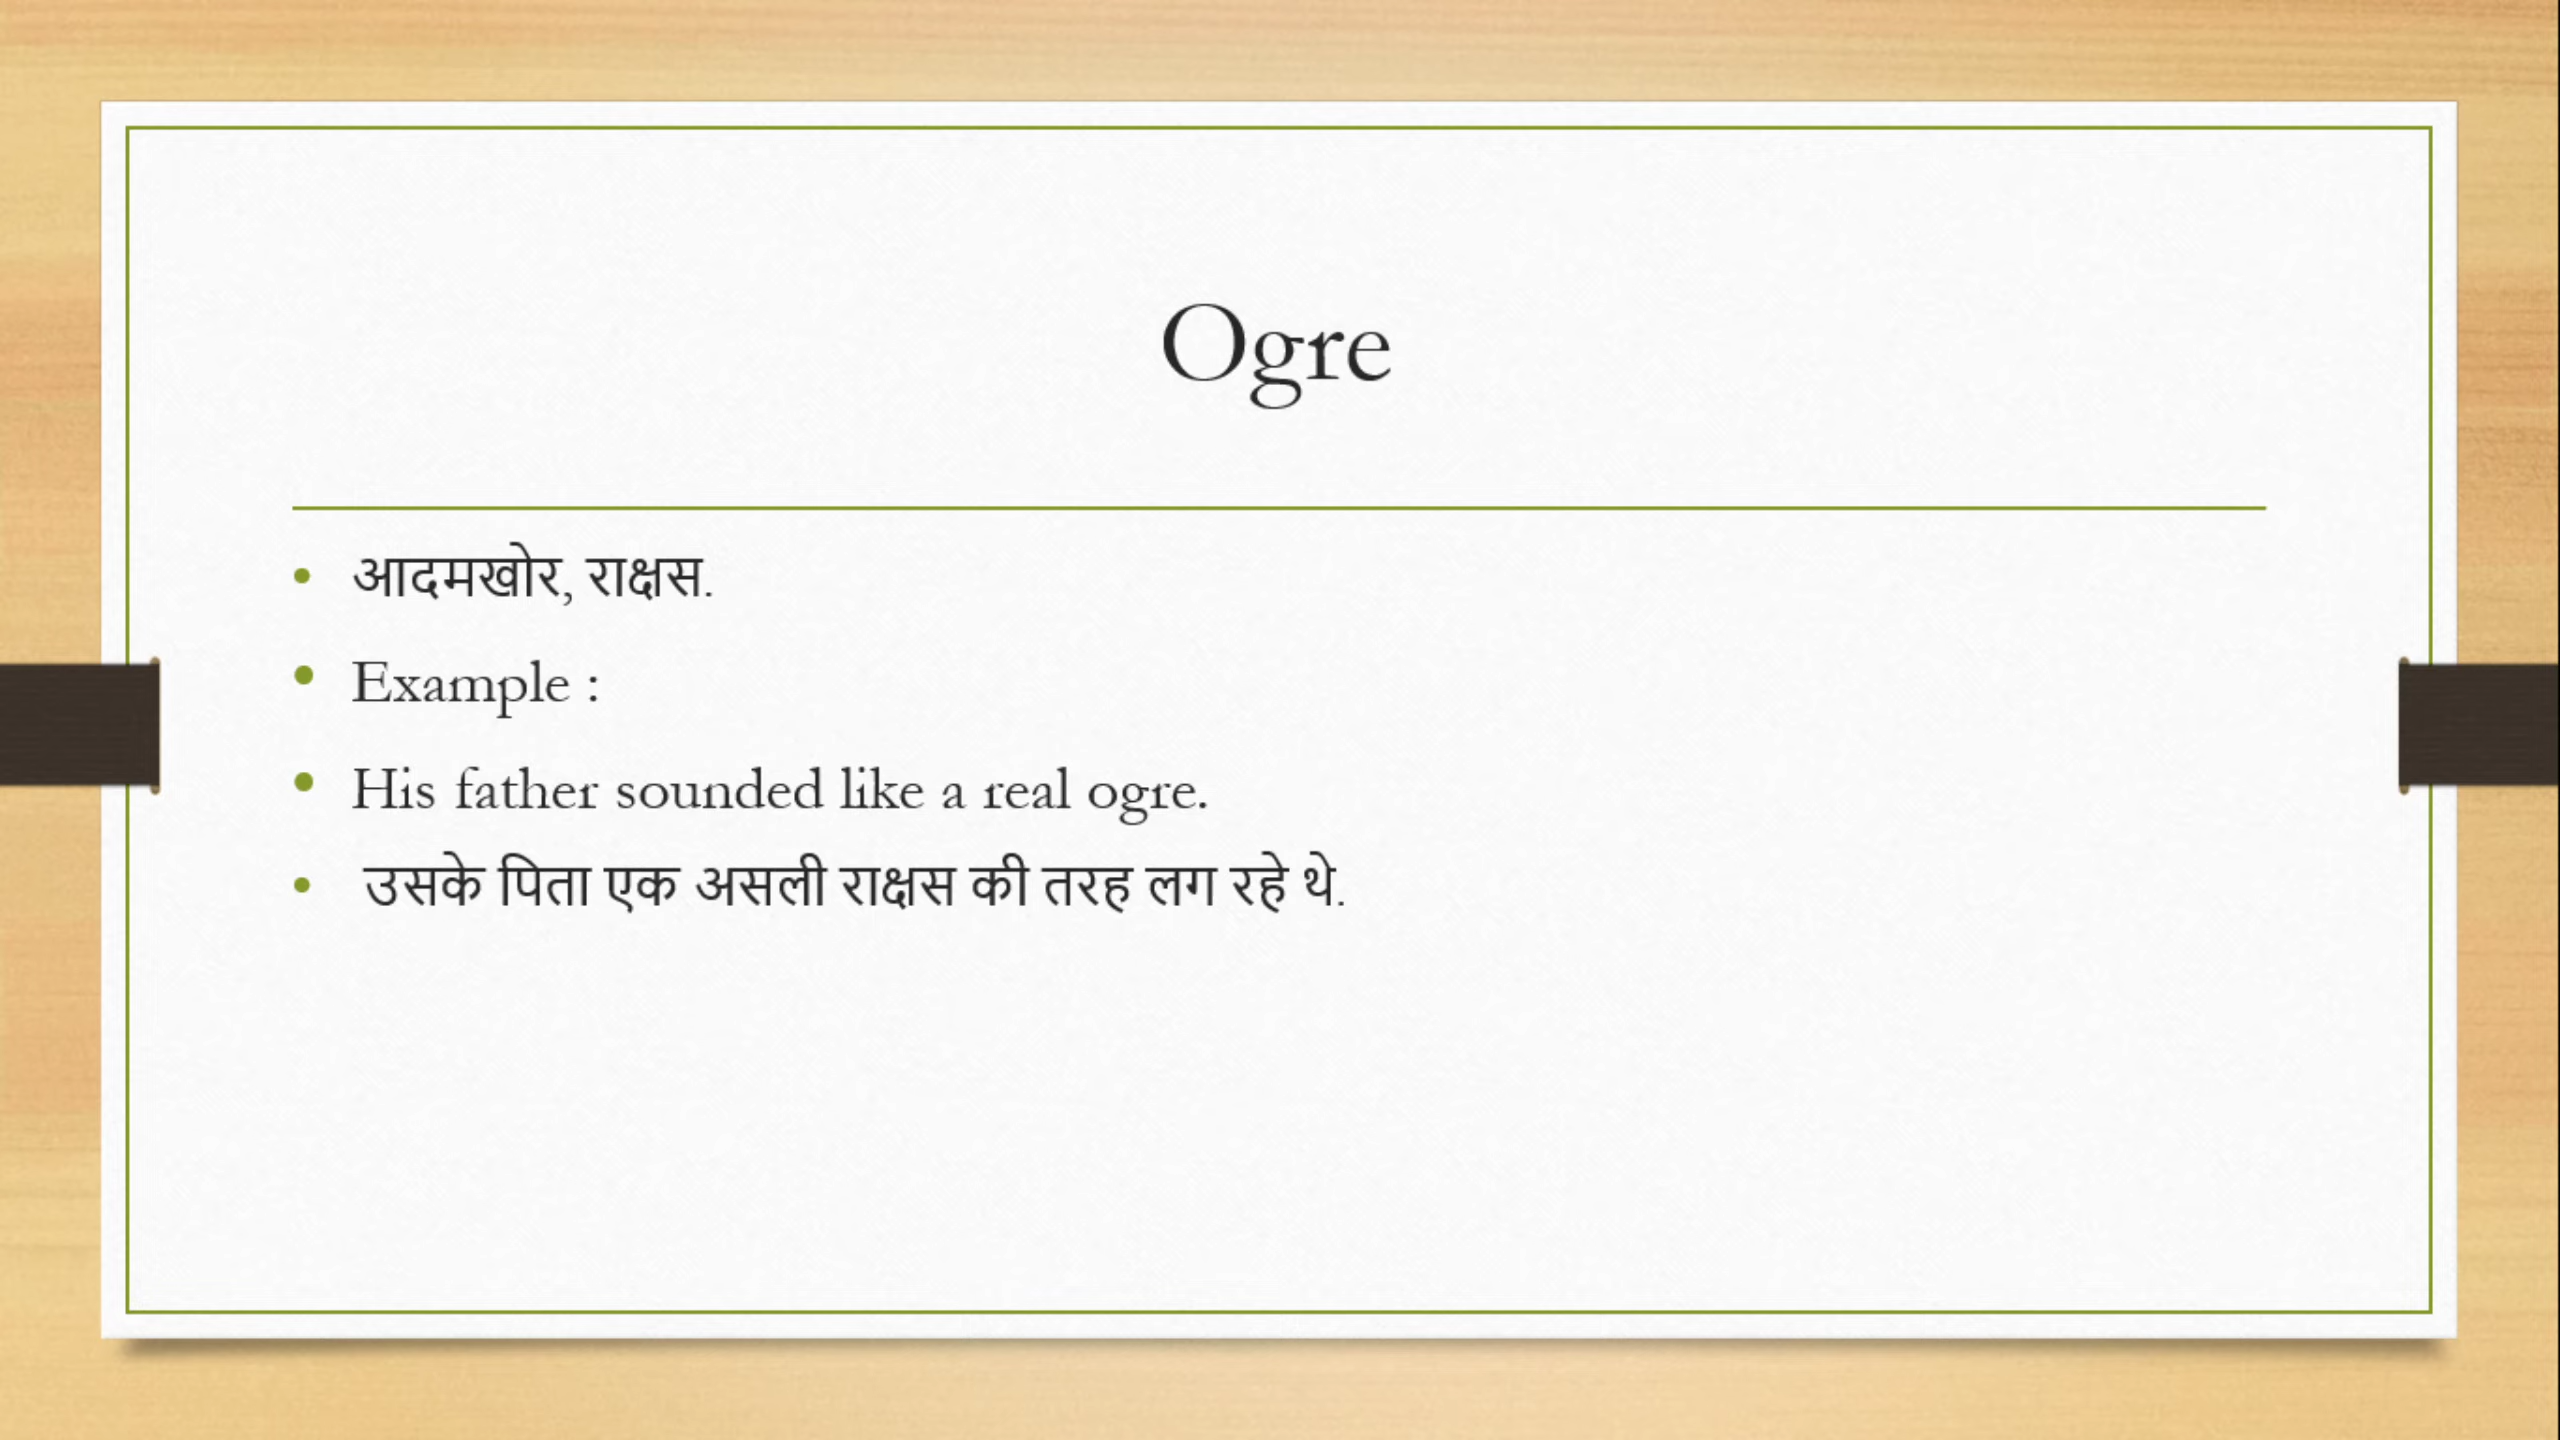 Ogre
• आदमखोर, राक्षस.
• Example :
• His father sounded like a real ogre.
• उसके पिता एक असली राक्षस की तरह लग रहे थे.